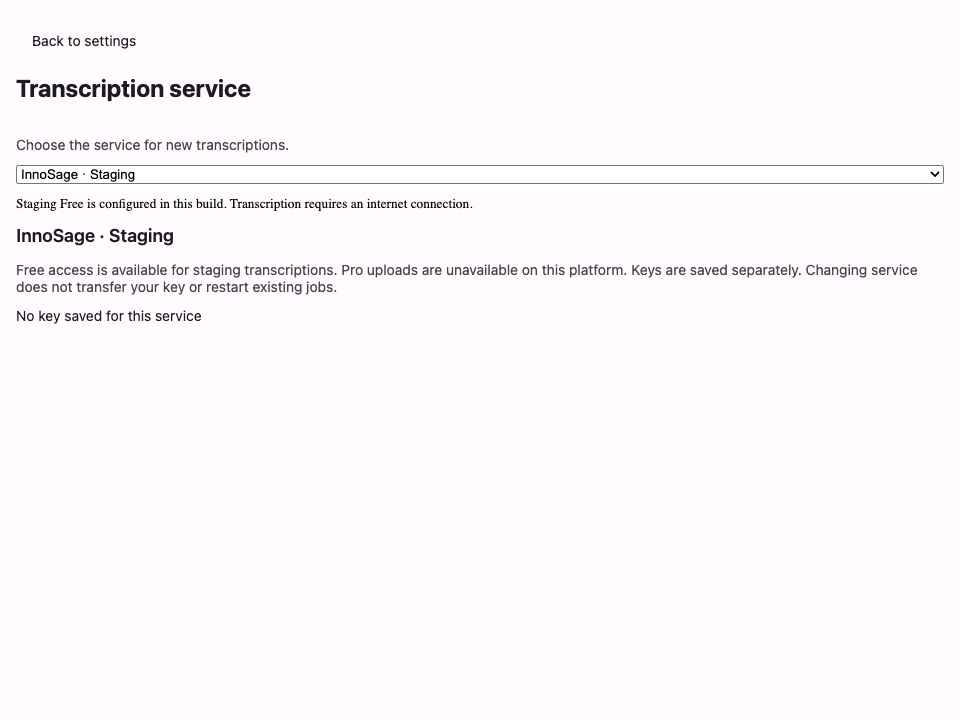 Back to settings
Transcription service
Choose the service for new transcriptions.
InnoSage · Staging
Staging Free is configured in this build. Transcription requires an internet connection.
InnoSage · Staging
Free access is available for staging transcriptions. Pro uploads are unavailable on this platform. Keys are saved separately. Changing service
does not transfer your key or restart existing jobs.
No key saved for this service